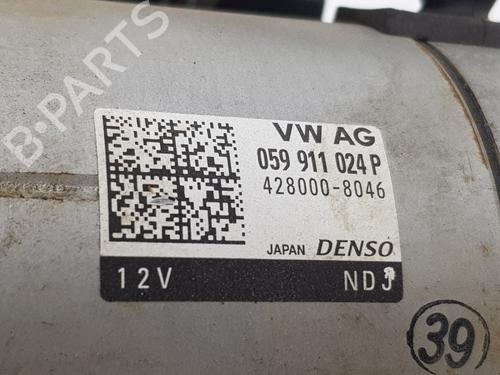 B-PARTS
VW AG
059 911 024 P
428000-8046
JAPAN DENSO
12V NDJ
39